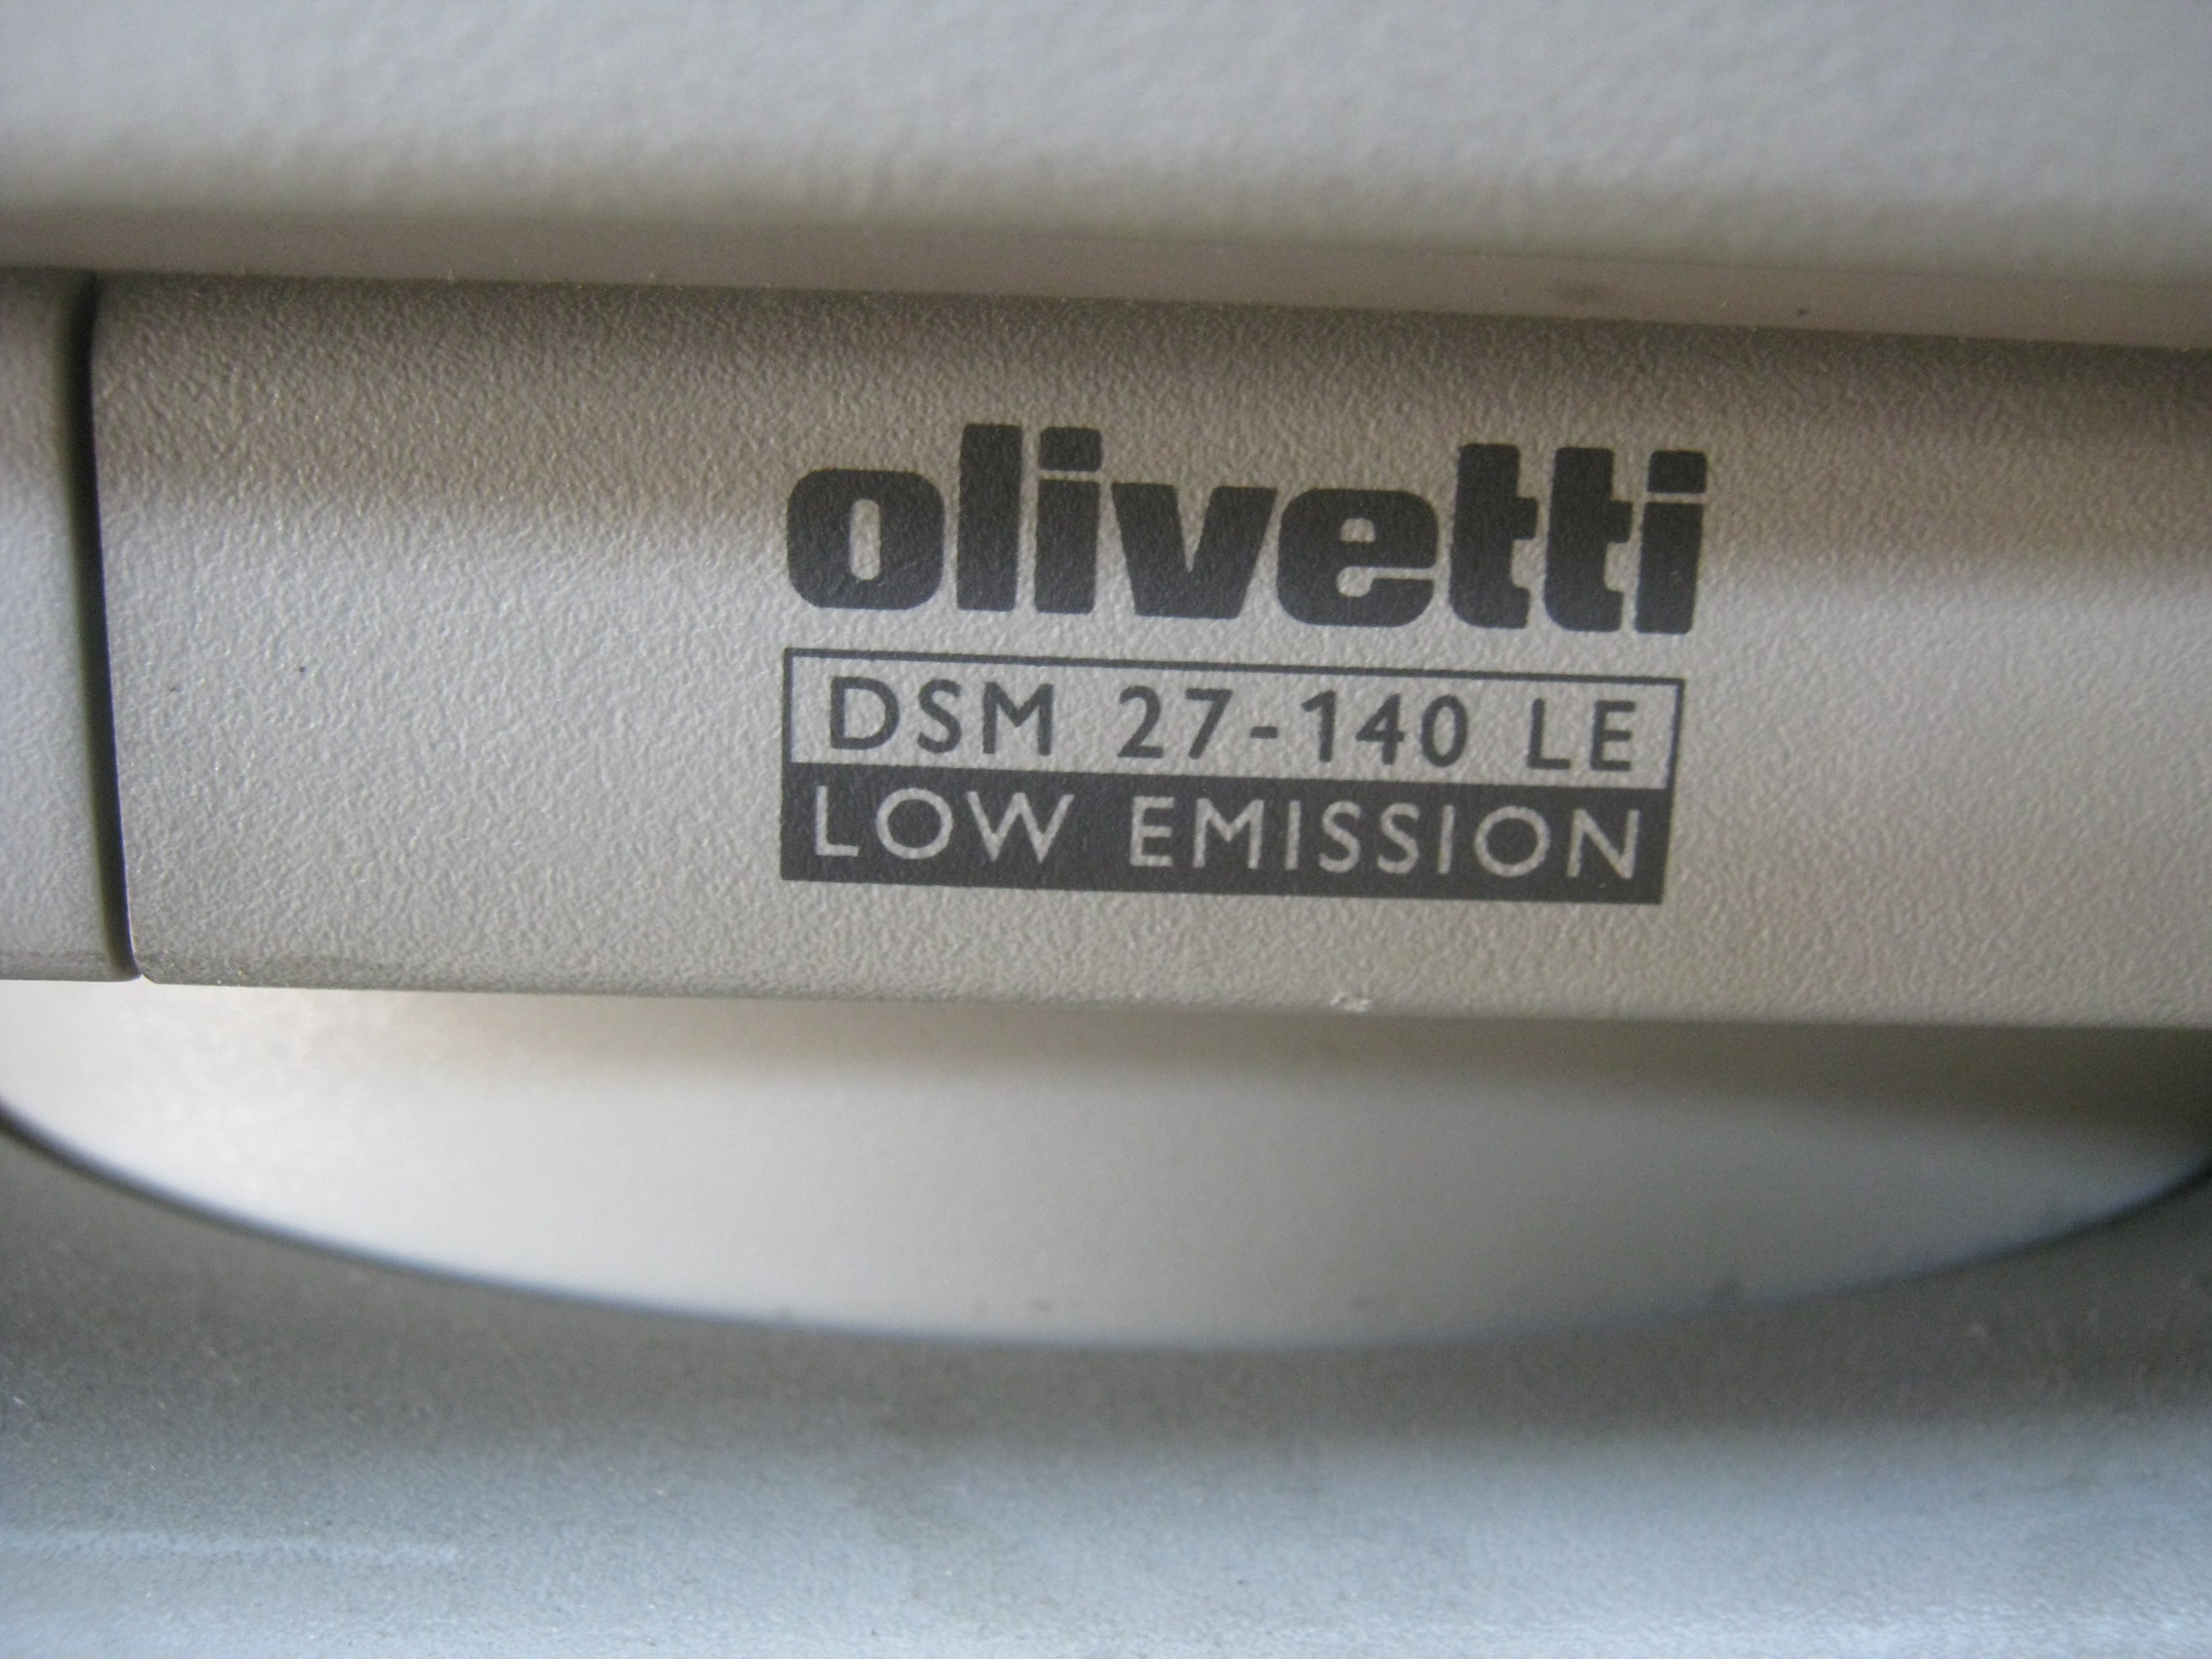 olivetti
DSM 27-140 LE
LOW EMISSION